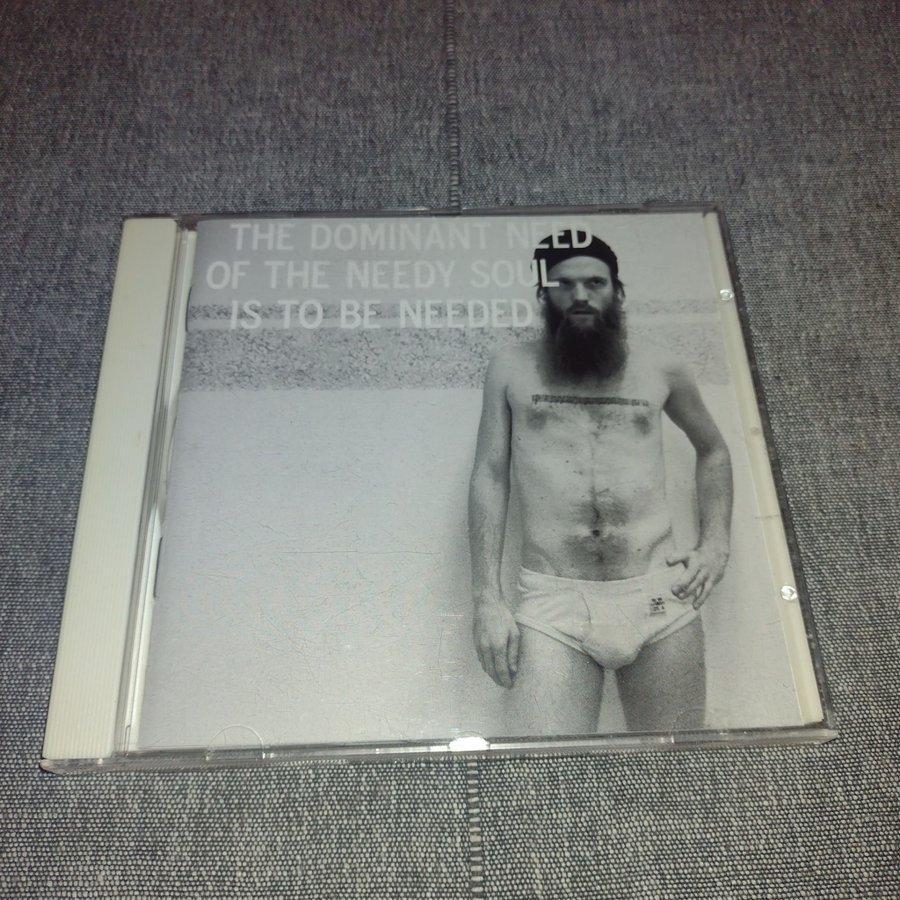 THE DOMINANT NEED
OF THE NEEDY SOUL
IS TO BE NEEDED